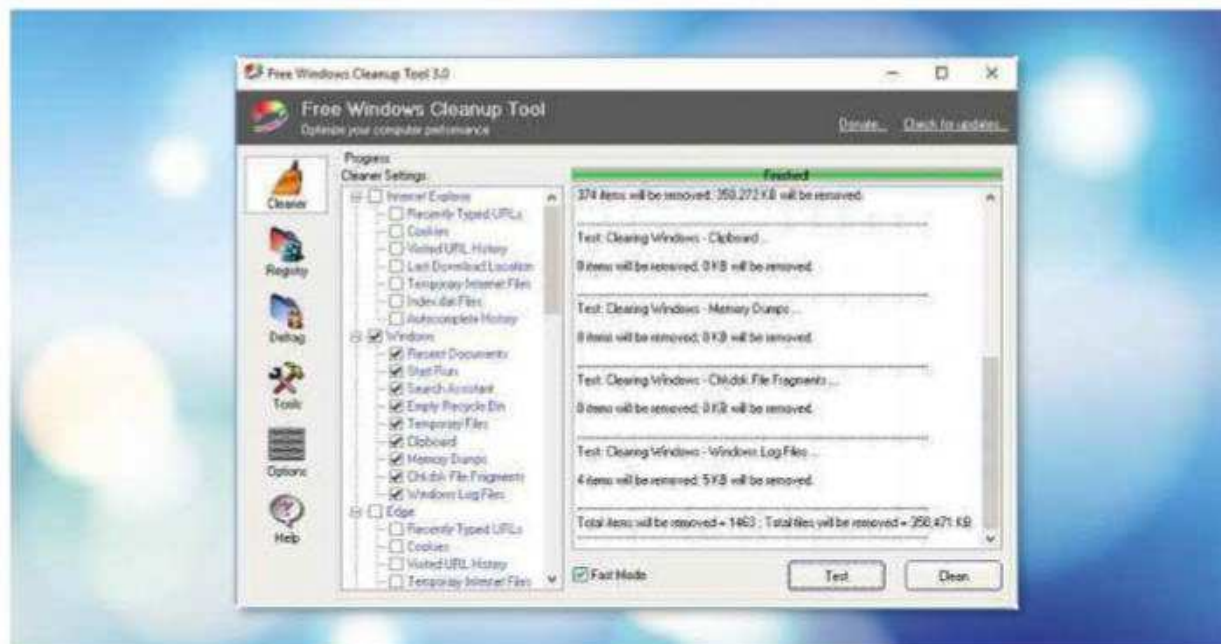 Free Windows Cleanup Tool 3.0
Free Windows Cleanup Tool
Optimize your computer performance
Donate... Check for updates...
Cleaner
Registry
Defrag
Tools
Options
Help
Progress
Cleaner Settings
Internet Explorer
Recently Typed URLs
Cookies
Visited URL History
Last Download Location
Temporary Internet Files
Index.dat Files
Autocomplete History
Windows
Recent Documents
Start Run
Search Assistant
Empty Recycle Bin
Temporary Files
Clipboard
Memory Dumps
Chkdsk File Fragments
Windows Log Files
Edge
Recently Typed URLs
Cookies
Visited URL History
Temporary Internet Files
Finished
374 items will be removed; 350,272 KB will be removed.
Test: Clearing Windows - Clipboard ...
0 items will be removed; 0 KB will be removed.
Test: Clearing Windows - Memory Dumps ...
0 items will be removed; 0 KB will be removed.
Test: Clearing Windows - Chkdsk File Fragments ...
0 items will be removed; 0 KB will be removed.
Test: Clearing Windows - Windows Log Files ...
4 items will be removed; 5 KB will be removed.
Total items will be removed = 1463 ; Total files will be removed = 350,471 KB
Fast Mode
Test
Clean